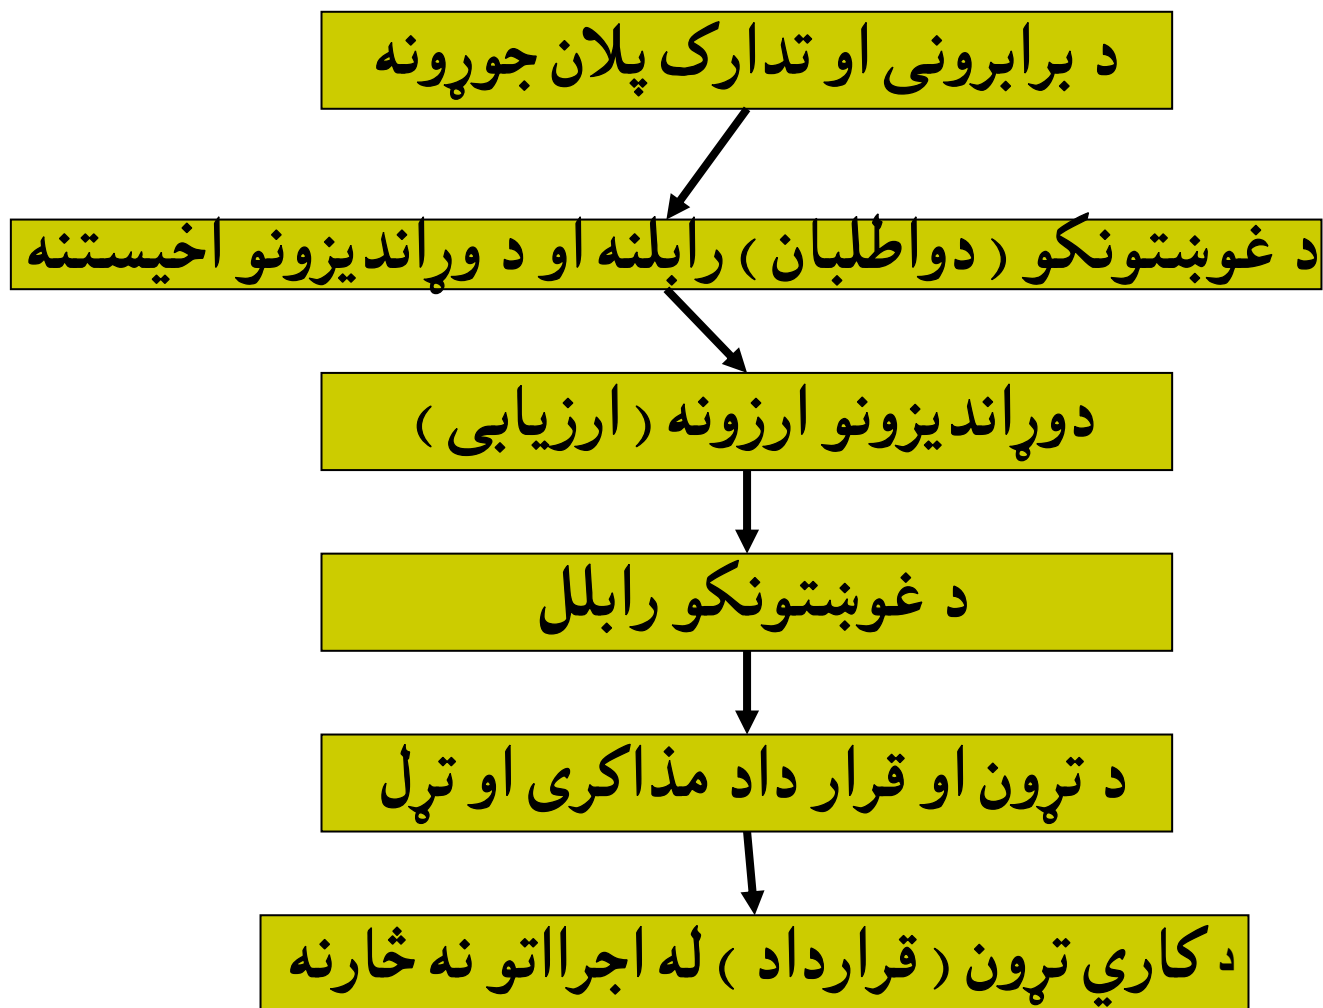 د برابرونی او تدارک پلان جوړونه
د غوښتونکو ( دواطلبان ) رابلنه او د وړاندیزونو اخیستنه
دوړاندیزونو ارزونه ( ارزیابی )
د غوښتونکو رابلل
د تړون او قرار داد مذاکری او تړل
د کاري تړون ( قرارداد ) له اجرااتو نه څارنه